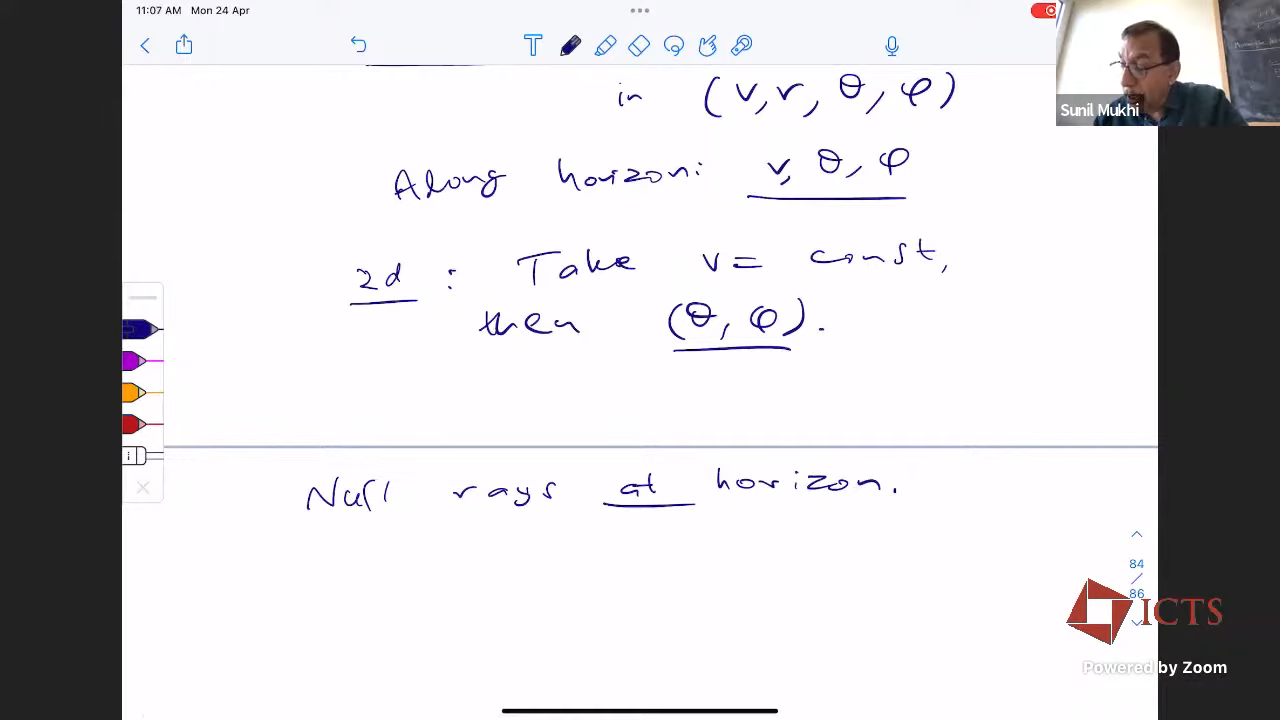 11:07 AM Mon 24 Apr
in (v, r, θ, φ)
Sunil Mukhi
Along horizon: v, θ, φ
2d : Take v = const,
then (θ, φ).
Null rays at horizon.
84
/
86
ICTS
Powered by Zoom